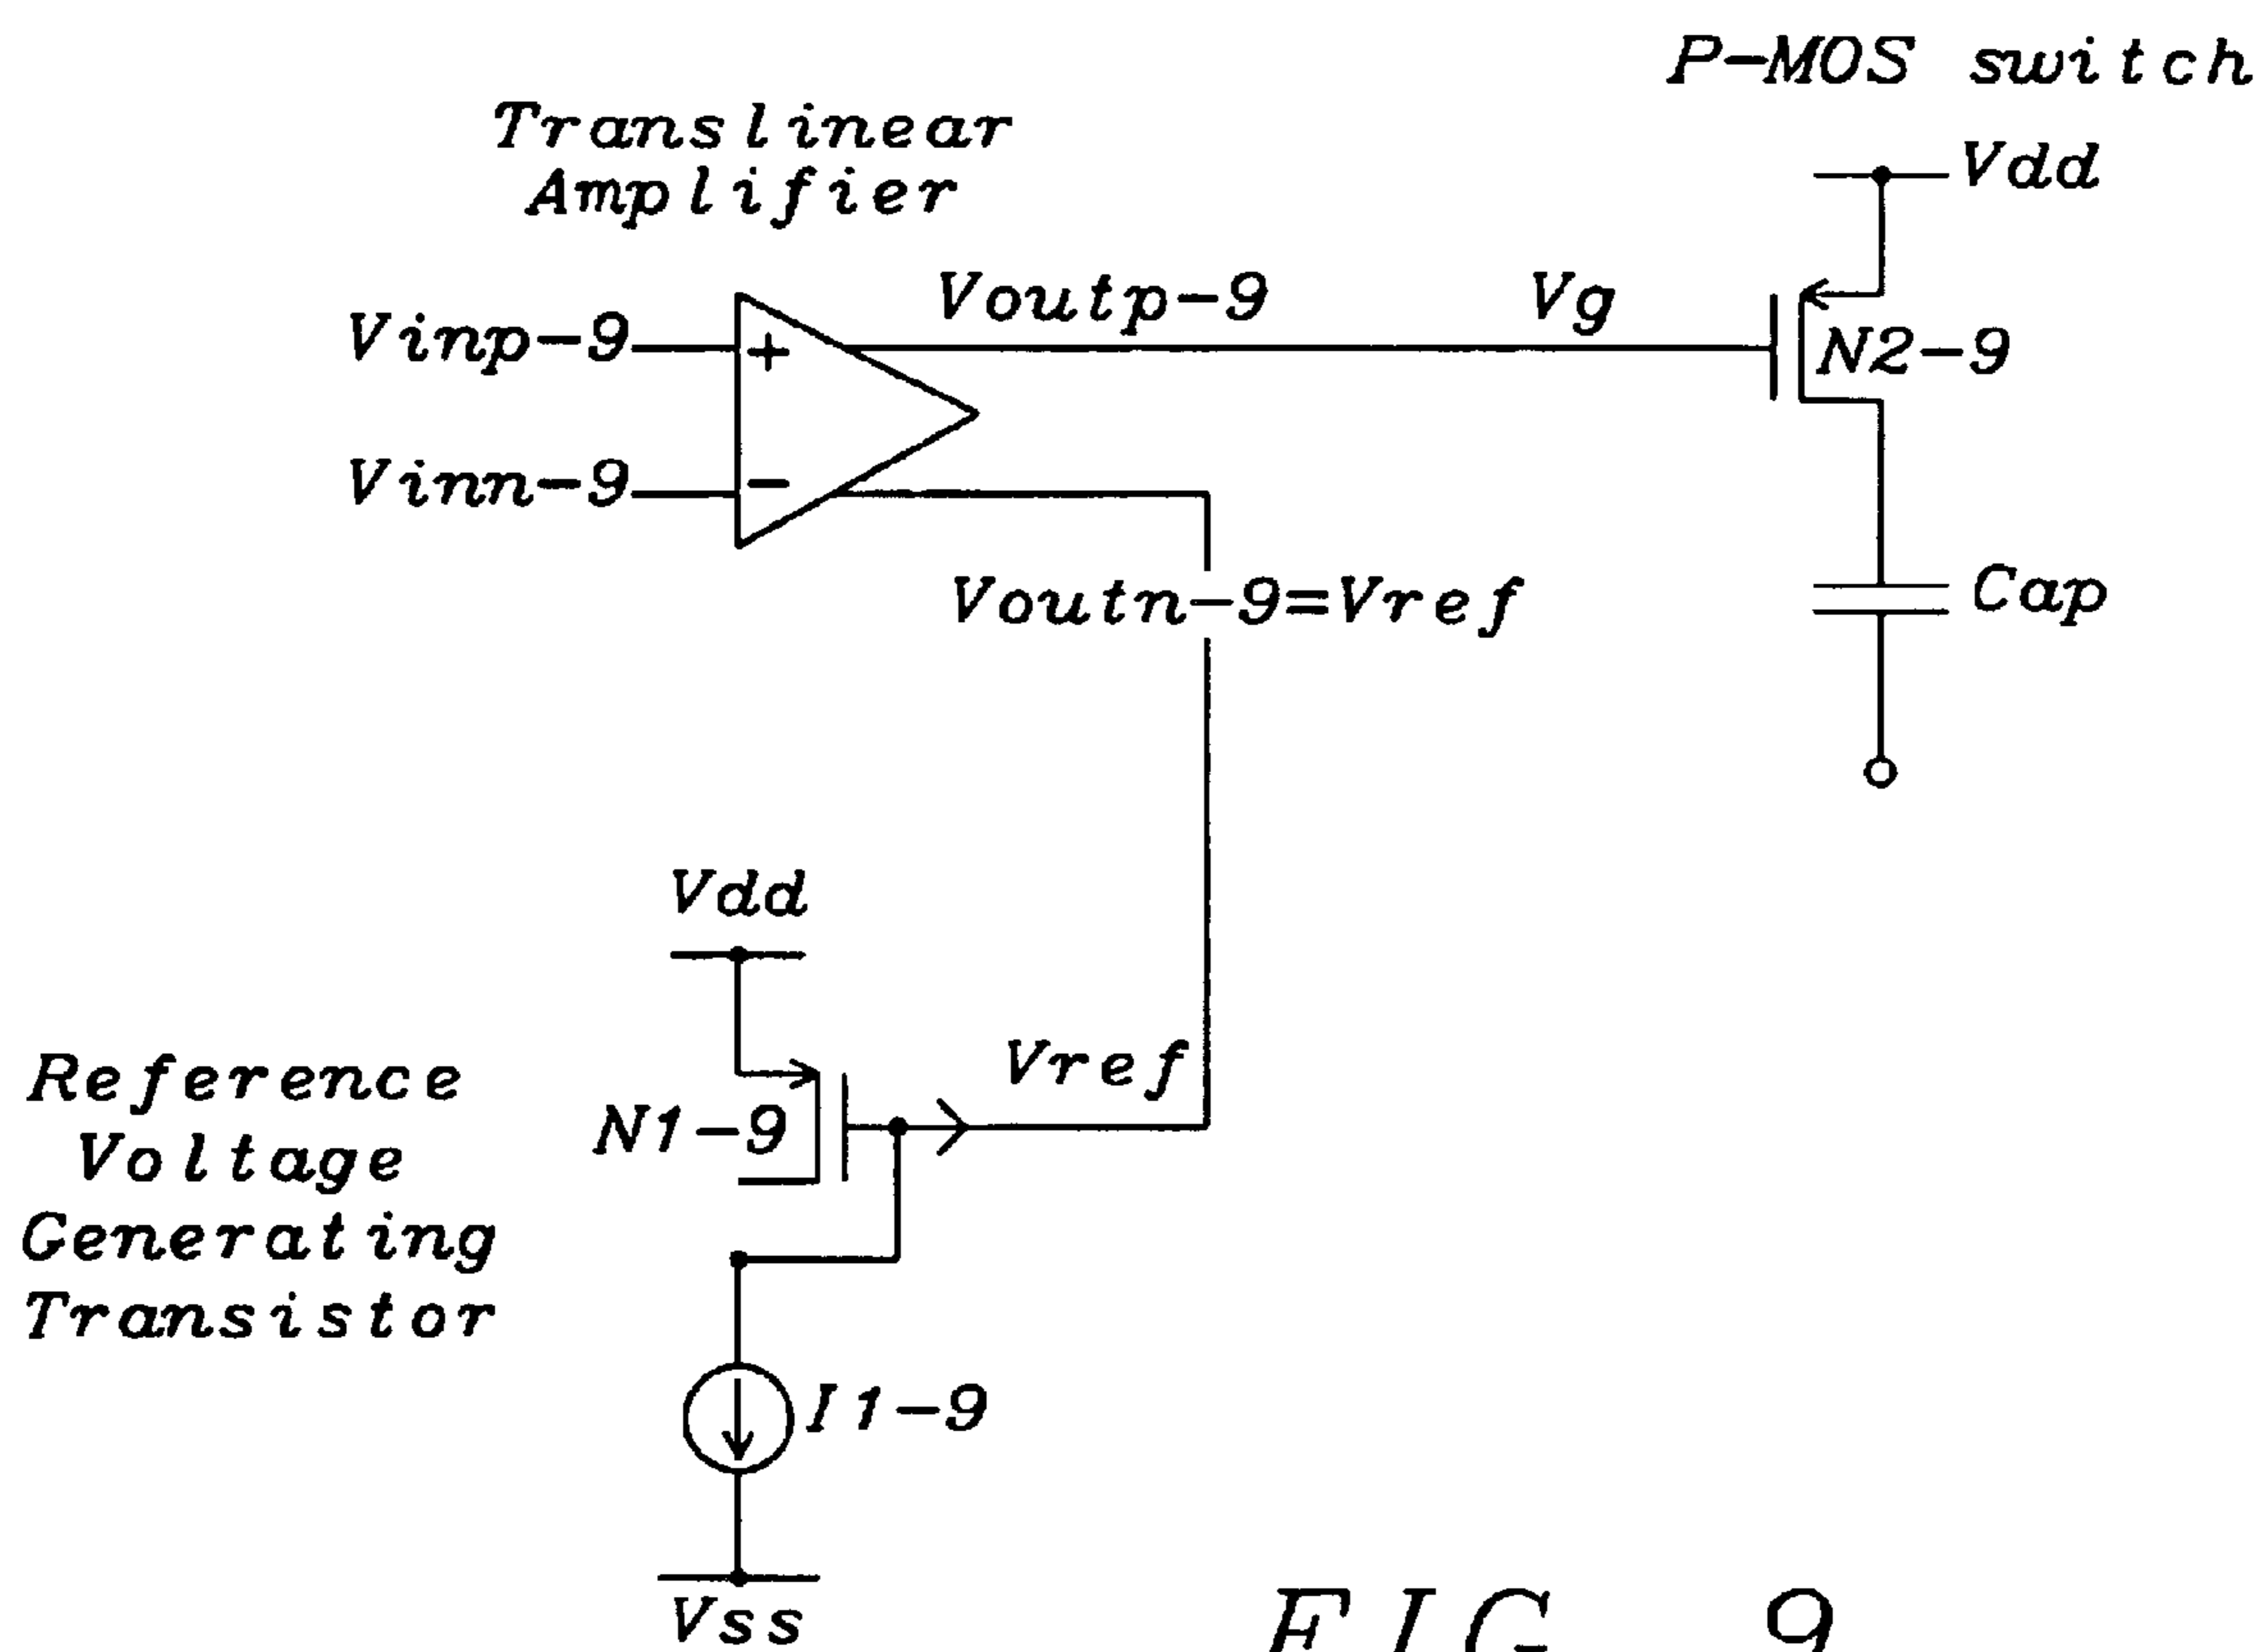 P-MOS switch
Translinear
Amplifier
Vdd
Vinp-9
+
Voutp-9
Vg
N2-9
Vinn-9
-
Voutn-9=Vref
Cap
Vdd
Reference
Voltage
Generating
Transistor
N1-9
Vref
I1-9
Vss
FIG. 9